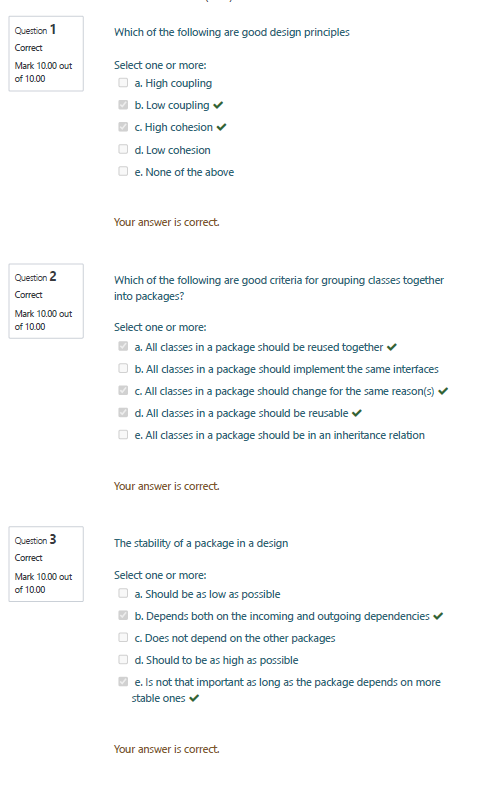 Question 1
Correct
Mark 10.00 out
of 10.00
Which of the following are good design principles
Select one or more:
a. High coupling
b. Low coupling ✔
c. High cohesion ✔
d. Low cohesion
e. None of the above
Your answer is correct.
Question 2
Correct
Mark 10.00 out
of 10.00
Which of the following are good criteria for grouping classes together
into packages?
Select one or more:
a. All classes in a package should be reused together ✔
b. All classes in a package should implement the same interfaces
c. All classes in a package should change for the same reason(s) ✔
d. All classes in a package should be reusable ✔
e. All classes in a package should be in an inheritance relation
Your answer is correct.
Question 3
Correct
Mark 10.00 out
of 10.00
The stability of a package in a design
Select one or more:
a. Should be as low as possible
b. Depends both on the incoming and outgoing dependencies ✔
c. Does not depend on the other packages
d. Should to be as high as possible
e. Is not that important as long as the package depends on more
stable ones ✔
Your answer is correct.